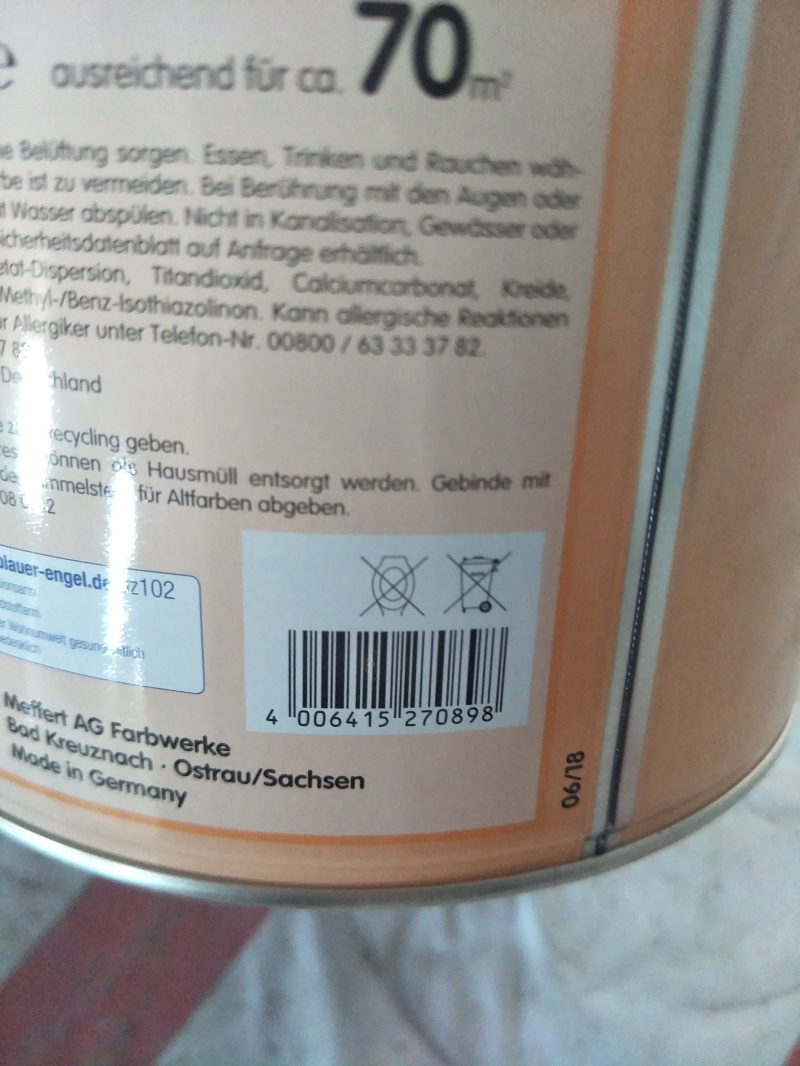 ausreichend für ca. 70 m²
Belüftung sorgen. Essen, Trinken und Rauchen wäh-
ist zu vermeiden. Bei Berührung mit den Augen oder
Wasser abspülen. Nicht in Kanalisation, Gewässer oder
icherheitsdatenblatt auf Anfrage erhältlich.
etat-Dispersion, Titandioxid, Calciumcarbonat, Kreide,
Methyl-/Benz-Isothiazolinon. Kann allergische Reaktionen
Allergiker unter Telefon-Nr. 00800 / 63 33 37 82.
hland
ecycling geben.
önnen als Hausmüll entsorgt werden. Gebinde mit
mmelste für Altfarben abgeben.
blauer-engel.de/uz102
Meffert AG Farbwerke
Bad Kreuznach · Ostrau/Sachsen
Made in Germany
4 006415 270898
06/18